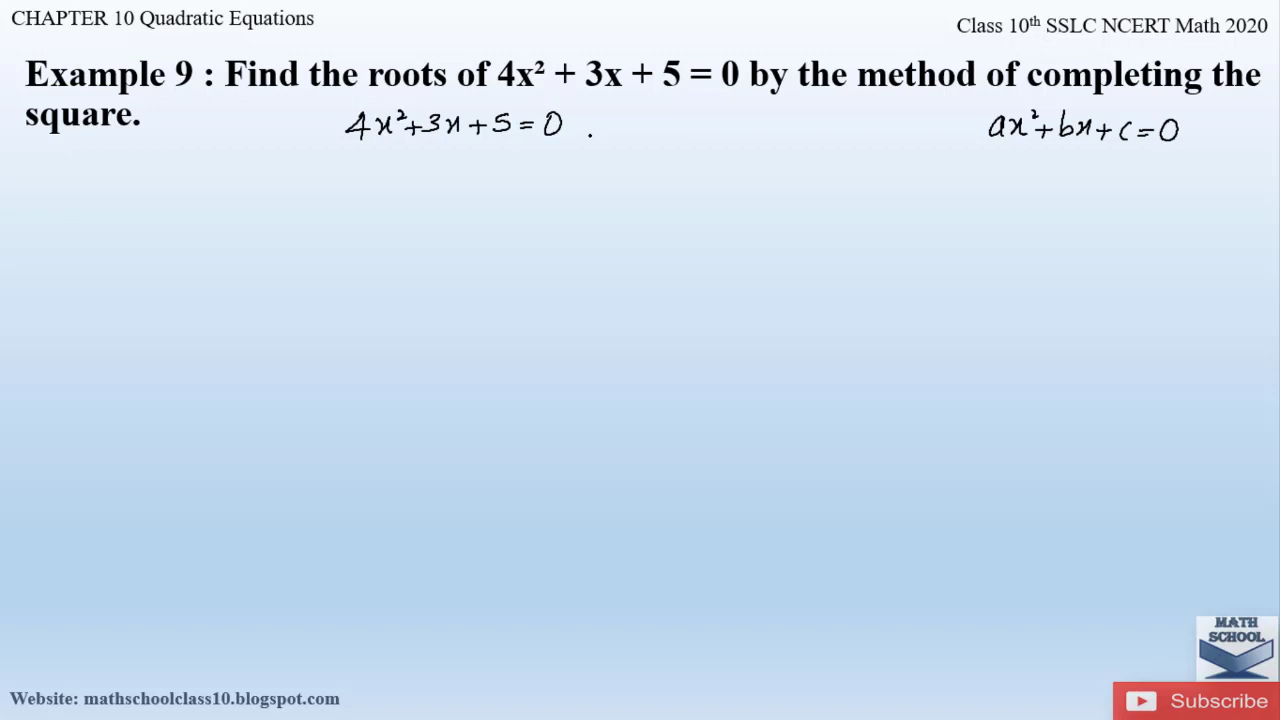 CHAPTER 10 Quadratic Equations
Class 10ᵗʰ SSLC NCERT Math 2020
Example 9 : Find the roots of 4x² + 3x + 5 = 0 by the method of completing the
square.
4x²+3x+5=0 .
ax²+bx+c=0
MATH
SCHOOL
Website: mathschoolclass10.blogspot.com
Subscribe